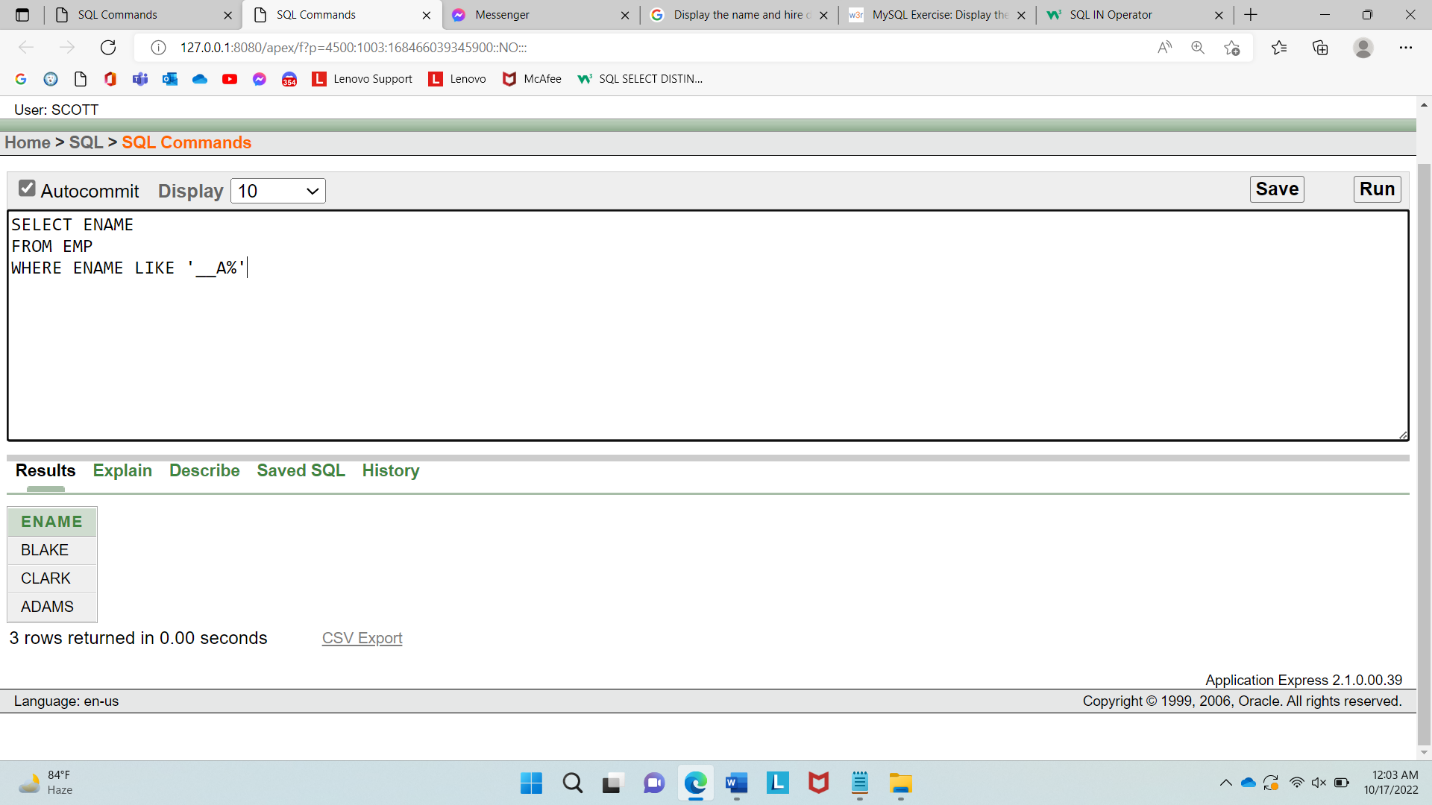 SQL Commands
SQL Commands
Messenger
Display the name and hire d
w3r
MySQL Exercise: Display the
SQL IN Operator
127.0.0.1:8080/apex/f?p=4500:1003:168466039345900::NO:::
354
L Lenovo Support
L Lenovo
McAfee
SQL SELECT DISTIN...
User: SCOTT
Home > SQL > SQL Commands
Autocommit Display 10
Save
Run
SELECT ENAME
FROM EMP
WHERE ENAME LIKE '__A%'
Results Explain Describe Saved SQL History
ENAME
BLAKE
CLARK
ADAMS
3 rows returned in 0.00 seconds
CSV Export
Application Express 2.1.0.00.39
Language: en-us
Copyright © 1999, 2006, Oracle. All rights reserved.
84°F
Haze
12:03 AM
10/17/2022